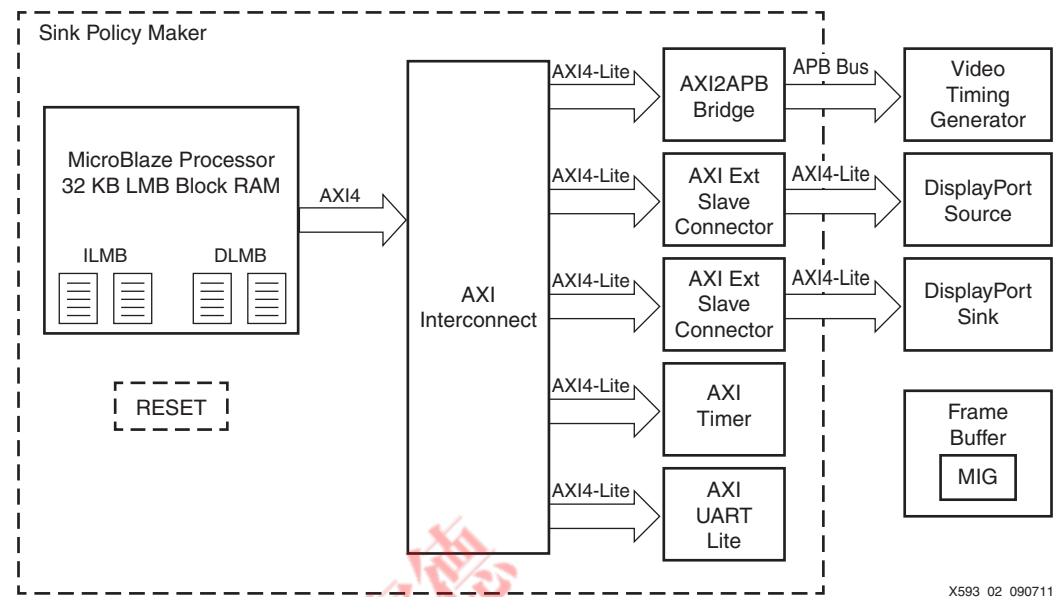 Sink Policy Maker
MicroBlaze Processor
32 KB LMB Block RAM
ILMB
DLMB
RESET
AXI4
AXI
Interconnect
AXI4-Lite
AXI2APB
Bridge
APB Bus
Video
Timing
Generator
AXI4-Lite
AXI Ext
Slave
Connector
AXI4-Lite
DisplayPort
Source
AXI4-Lite
AXI Ext
Slave
Connector
AXI4-Lite
DisplayPort
Sink
AXI4-Lite
AXI
Timer
AXI4-Lite
AXI
UART
Lite
Frame
Buffer
MIG
X593_02_090711